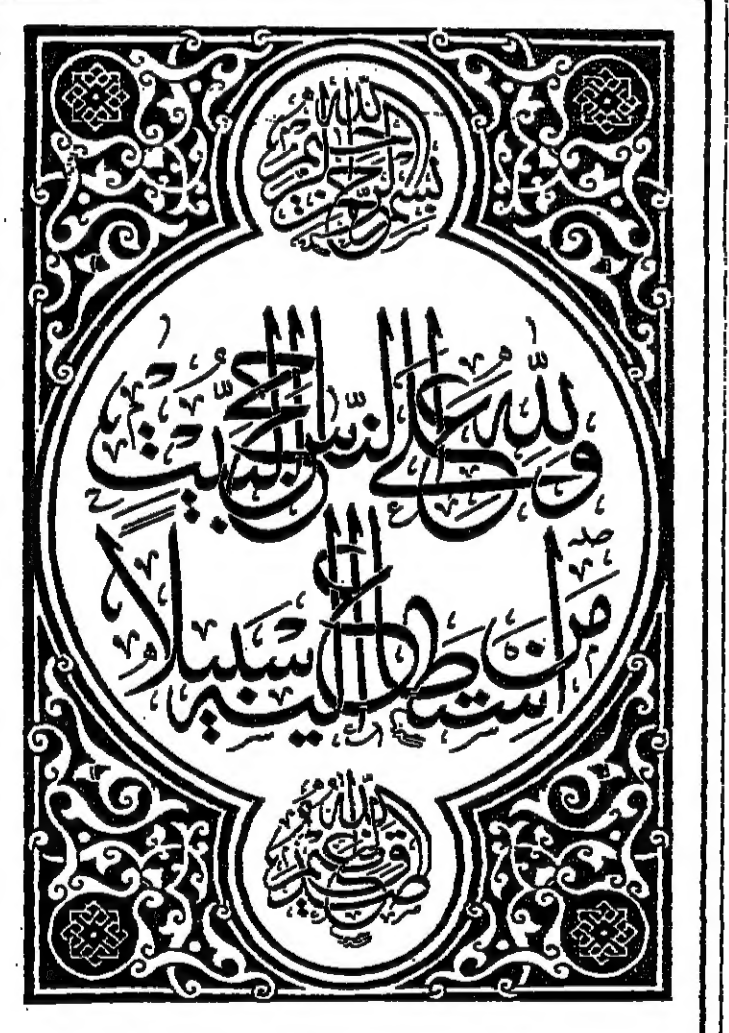 بسم الله الرحمن الرحيم
ولله على الناس حج البيت
من استطاع إليه سبيلا
صدق الله العظيم